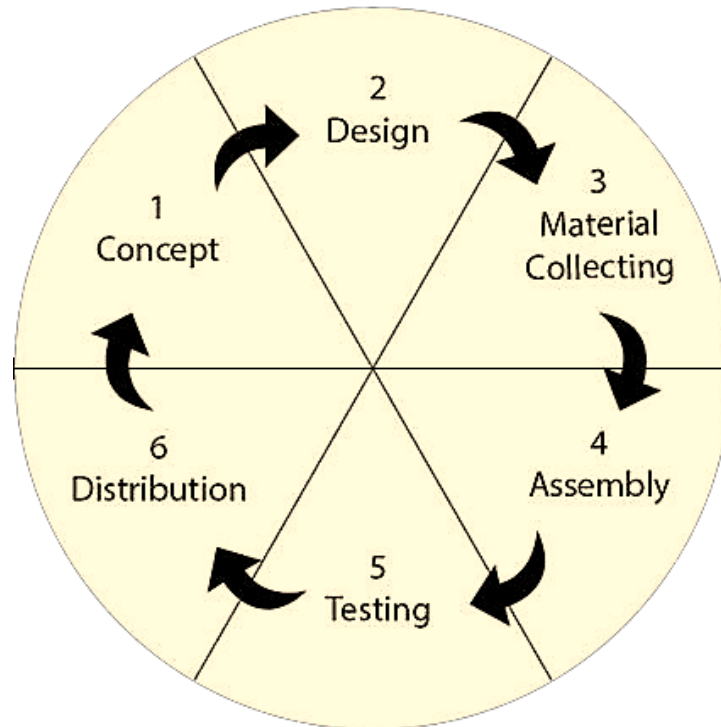 1
Concept
2
Design
3
Material
Collecting
4
Assembly
5
Testing
6
Distribution